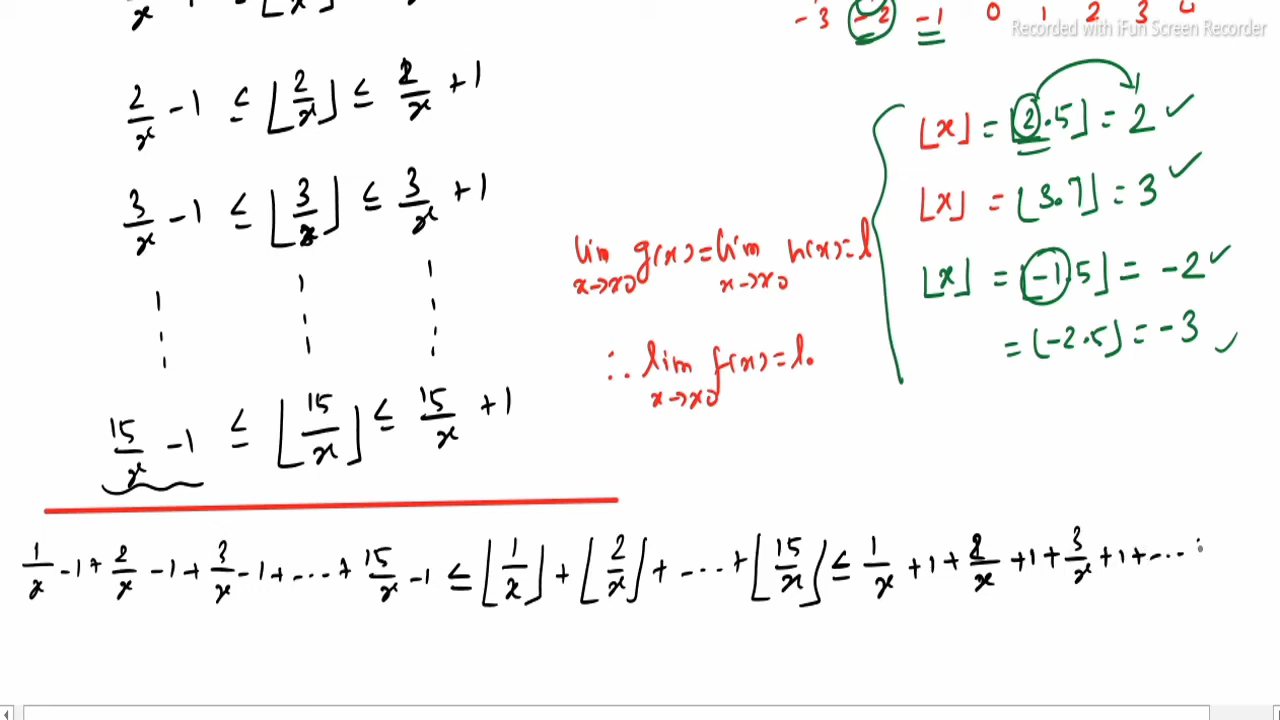 -3 -2 -1 0 1 2 3
Recorded with iFun Screen Recorder
2/x - 1 ≤ ⌊2/x⌋ ≤ 2/x + 1
3/x - 1 ≤ ⌊3/x⌋ ≤ 3/x + 1
15/x - 1 ≤ ⌊15/x⌋ ≤ 15/x + 1
lim x→x0 g(x) = lim x→x0 h(x) = l
∴ lim x→x0 f(x) = l.
⌊x⌋ = ⌊2.5⌋ = 2 ✓
⌊x⌋ = ⌊3.7⌋ = 3 ✓
⌊x⌋ = ⌊-1.5⌋ = -2 ✓
= ⌊-2.5⌋ = -3 ✓
1/x - 1 + 2/x - 1 + 3/x - 1 + .... + 15/x - 1 ≤ ⌊1/x⌋ + ⌊2/x⌋ + .... + ⌊15/x⌋ ≤ 1/x + 1 + 2/x + 1 + 3/x + 1 + ....